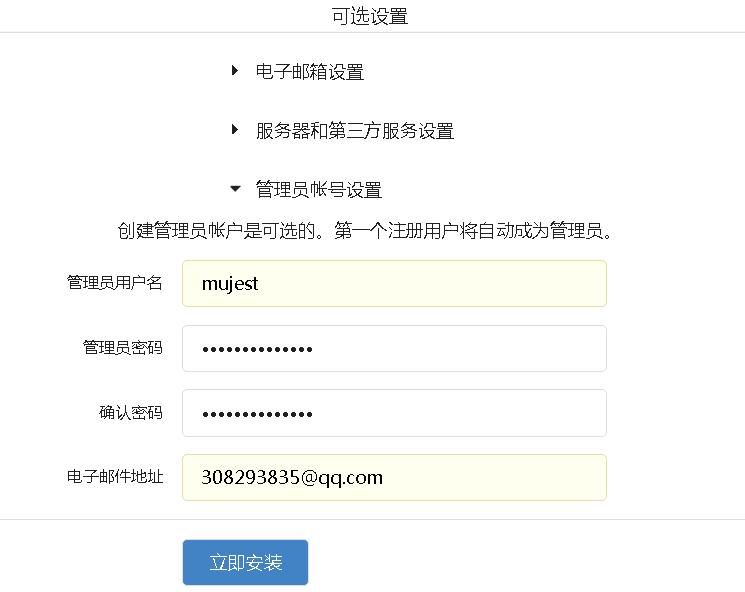 可选设置
电子邮箱设置
服务器和第三方服务设置
管理员帐号设置
创建管理员帐户是可选的。第一个注册用户将自动成为管理员。
管理员用户名 mujest
管理员密码 ••••••••••••••
确认密码 ••••••••••••••
电子邮件地址 308293835@qq.com
立即安装